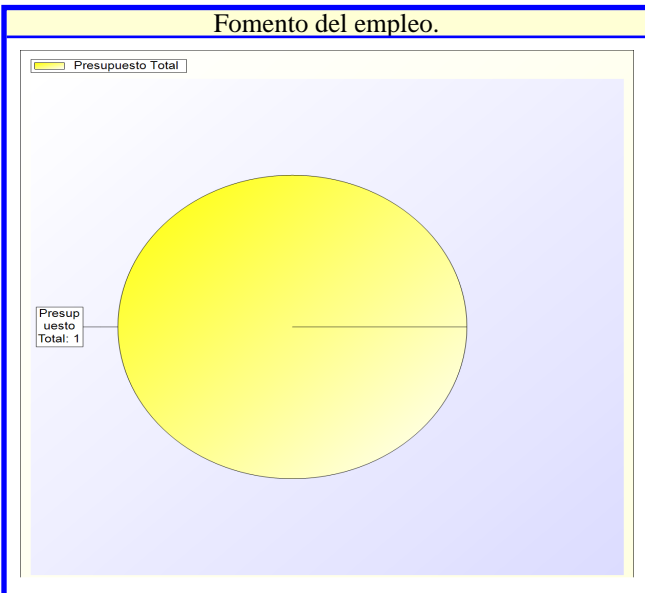 Fomento del empleo.
Presupuesto Total
Presup
uesto
Total: 1